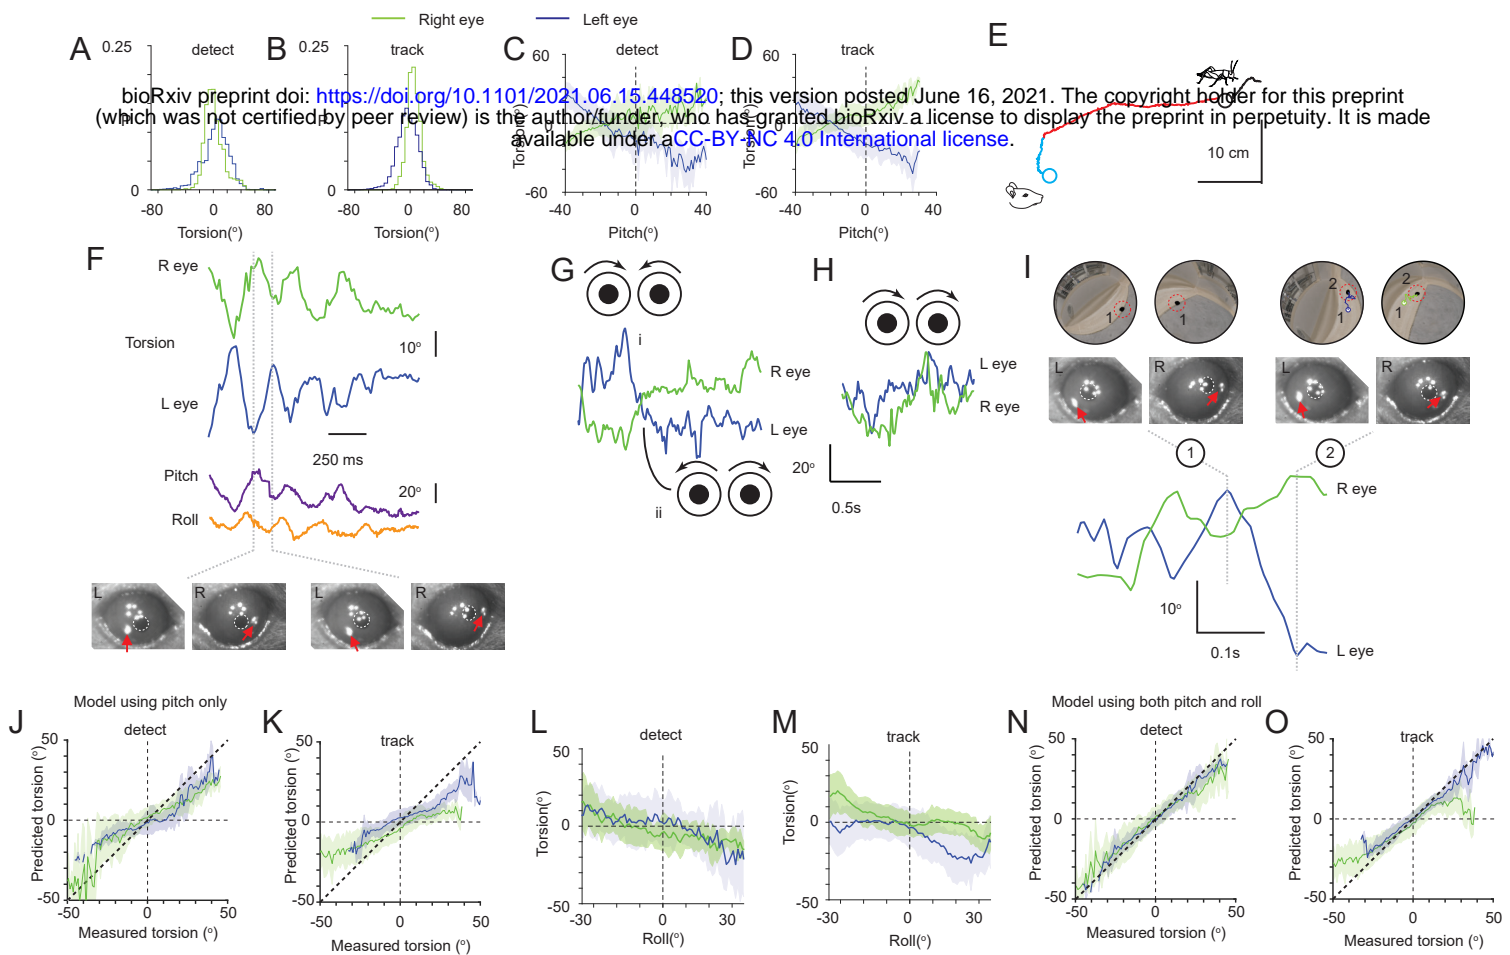 Right eye
Left eye
A
0.25
detect
P
0
-80
0
80
Torsion(°)
B
0.25
track
P
0
-80
0
80
Torsion(°)
C
60
detect
Torsion(°)
0
-60
-40
0
40
Pitch(°)
D
60
track
Torsion(°)
0
-60
-40
0
40
Pitch(°)
E
10 cm
bioRxiv preprint doi: https://doi.org/10.1101/2021.06.15.448520; this version posted June 16, 2021. The copyright holder for this preprint
(which was not certified by peer review) is the author/funder, who has granted bioRxiv a license to display the preprint in perpetuity. It is made
available under aCC-BY-NC 4.0 International license.
F
R eye
Torsion
10°
L eye
250 ms
Pitch
20°
Roll
L
R
L
R
G
i
R eye
L eye
ii
H
L eye
R eye
20°
0.5s
I
1
1
2
1
2
1
L
R
L
R
1
2
R eye
10°
0.1s
L eye
Model using pitch only
J
detect
50
Predicted torsion (°)
0
-50
-50
0
50
Measured torsion (°)
K
track
50
Predicted torsion (°)
0
-50
-50
0
50
Measured torsion (°)
L
detect
50
Torsion(°)
0
-50
-30
0
30
Roll(°)
M
track
50
Torsion(°)
0
-50
-30
0
30
Roll(°)
Model using both pitch and roll
N
detect
50
Predicted torsion (°)
0
-50
-50
0
50
Measured torsion (°)
O
track
50
Predicted torsion (°)
0
-50
-50
0
50
Measured torsion (°)